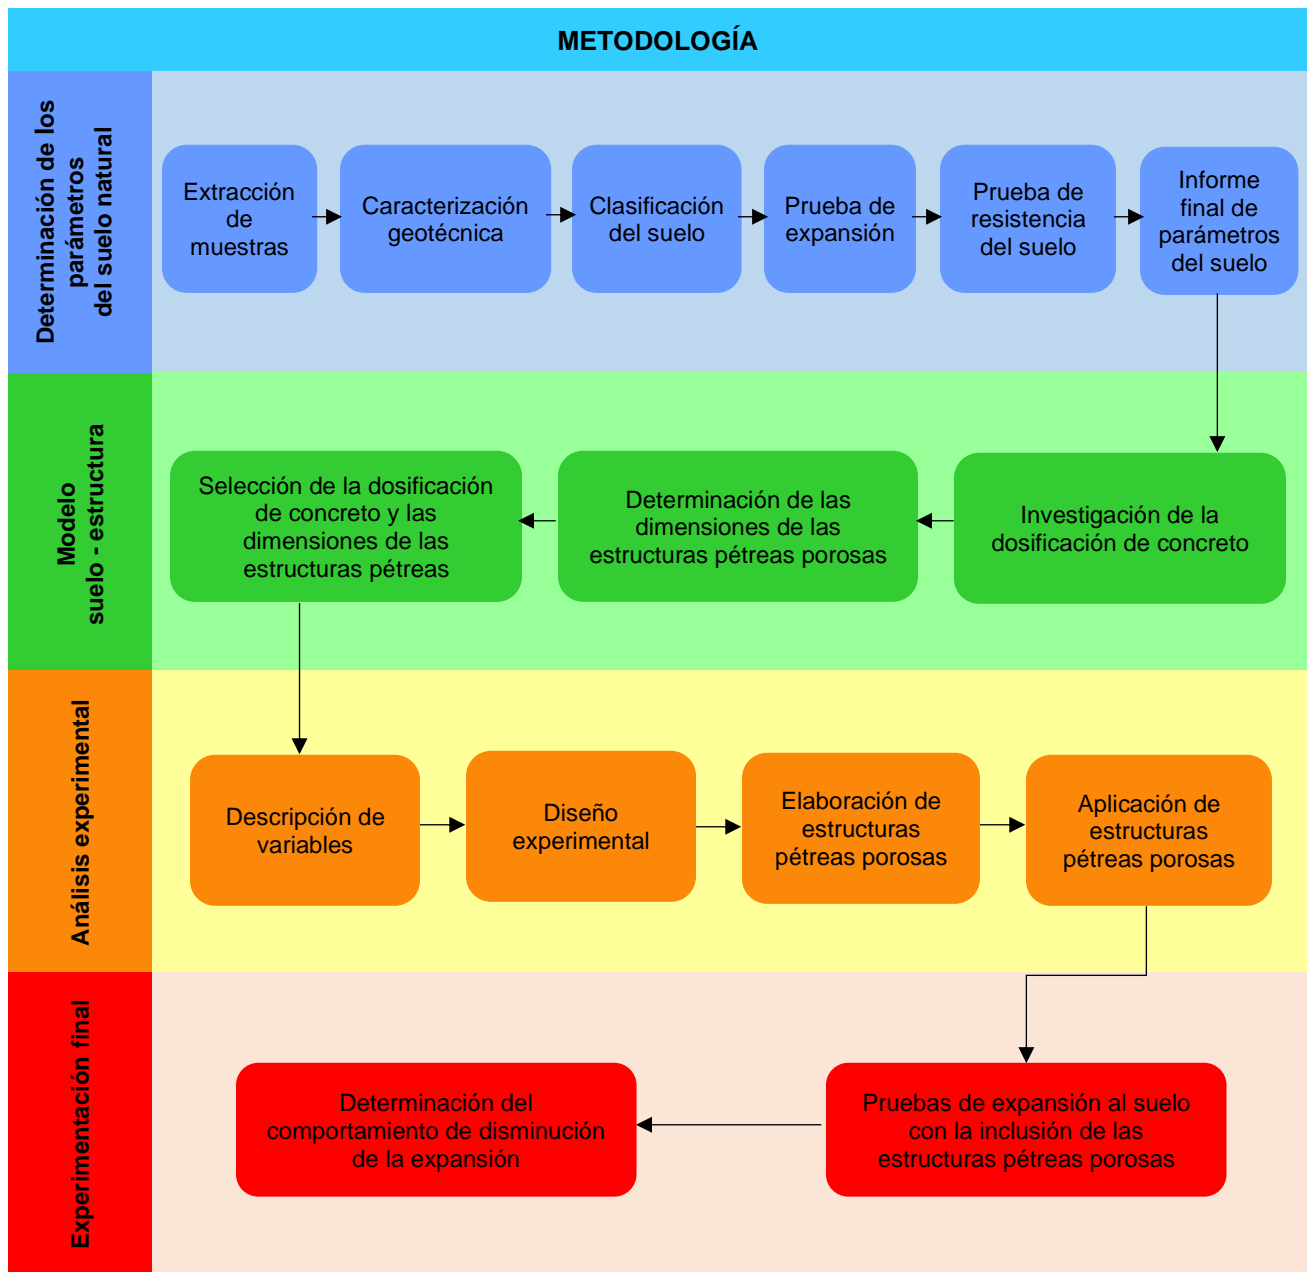 METODOLOGÍA
Determinación de los
parámetros
del suelo natural
Extracción
de
muestras
Caracterización
geotécnica
Clasificación
del suelo
Prueba de
expansión
Prueba de
resistencia
del suelo
Informe
final de
parámetros
del suelo
Modelo
suelo - estructura
Selección de la dosificación
de concreto y las
dimensiones de las
estructuras pétreas
Determinación de las
dimensiones de las
estructuras pétreas porosas
Investigación de la
dosificación de concreto
Análisis experimental
Descripción de
variables
Diseño
experimental
Elaboración de
estructuras
pétreas porosas
Aplicación de
estructuras
pétreas porosas
Experimentación final
Determinación del
comportamiento de disminución
de la expansión
Pruebas de expansión al suelo
con la inclusión de las
estructuras pétreas porosas